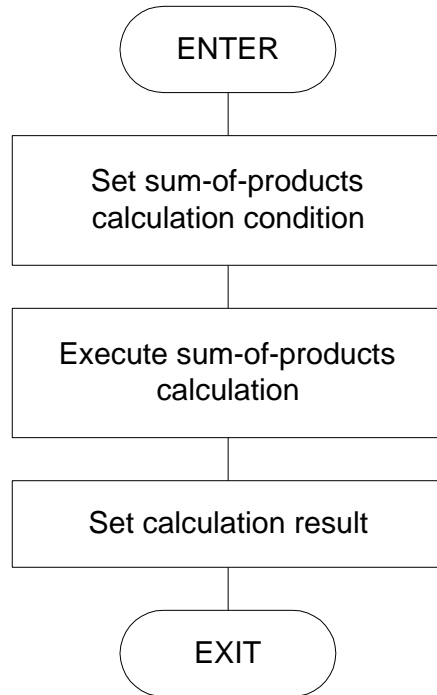 ENTER
Set sum-of-products
calculation condition
Execute sum-of-products
calculation
Set calculation result
EXIT